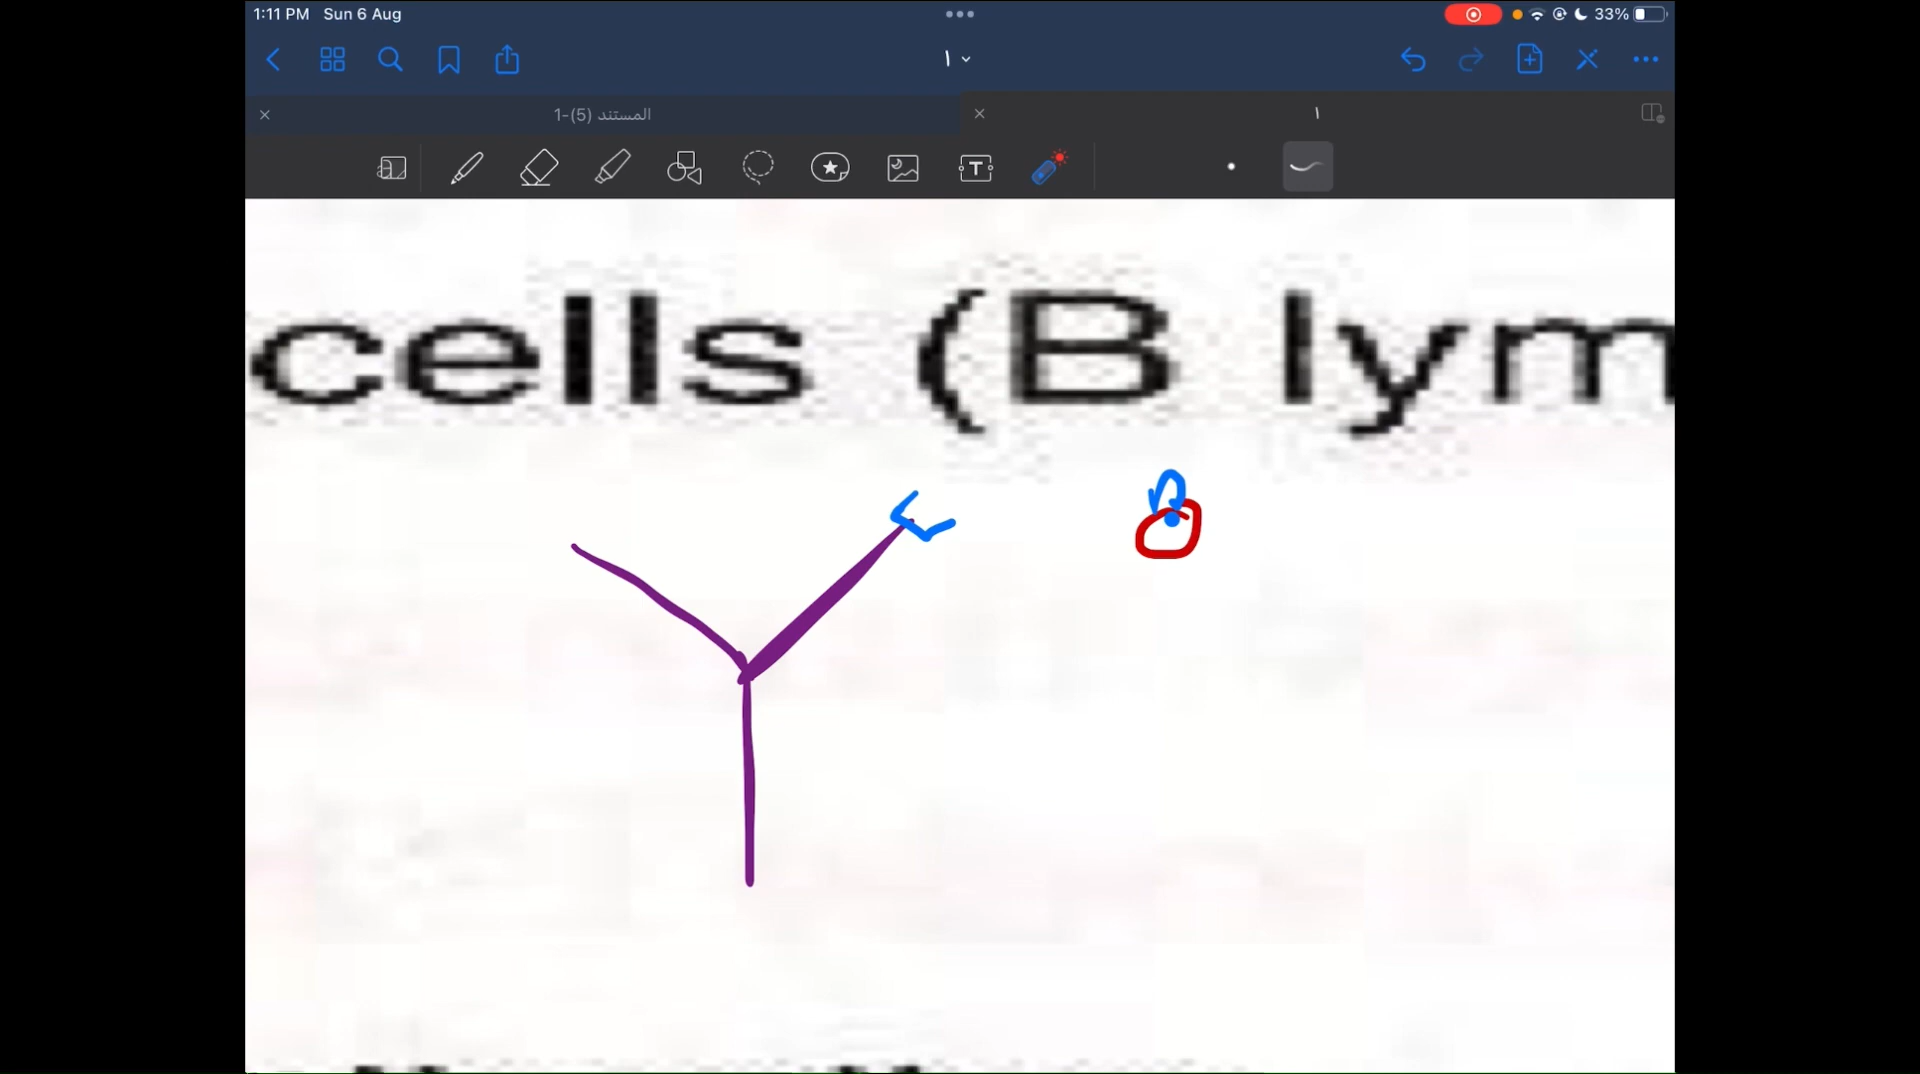 1:11 PM Sun 6 Aug 33%
١
المستند (5)-1
١
T
cells (B lym